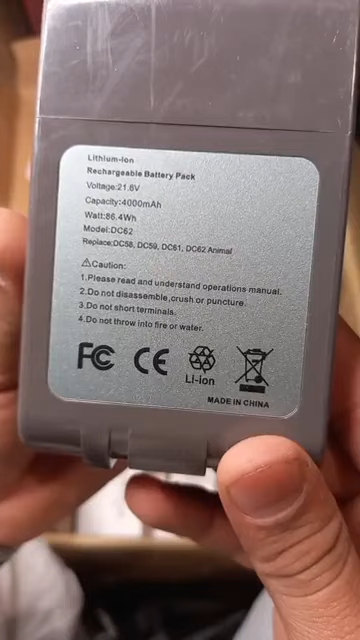 Lithium-ion
Rechargeable Battery Pack
Voltage:21.6V
Capacity:4000mAh
Watt:86.4Wh
Model:DC62
Replace:DC58, DC59, DC61, DC62 Animal
⚠Caution:
1.Please read and understand operations manual.
2.Do not disassemble,crush or puncture.
3.Do not short terminals.
4.Do not throw into fire or water.
FC CE
Li-ion
MADE IN CHINA